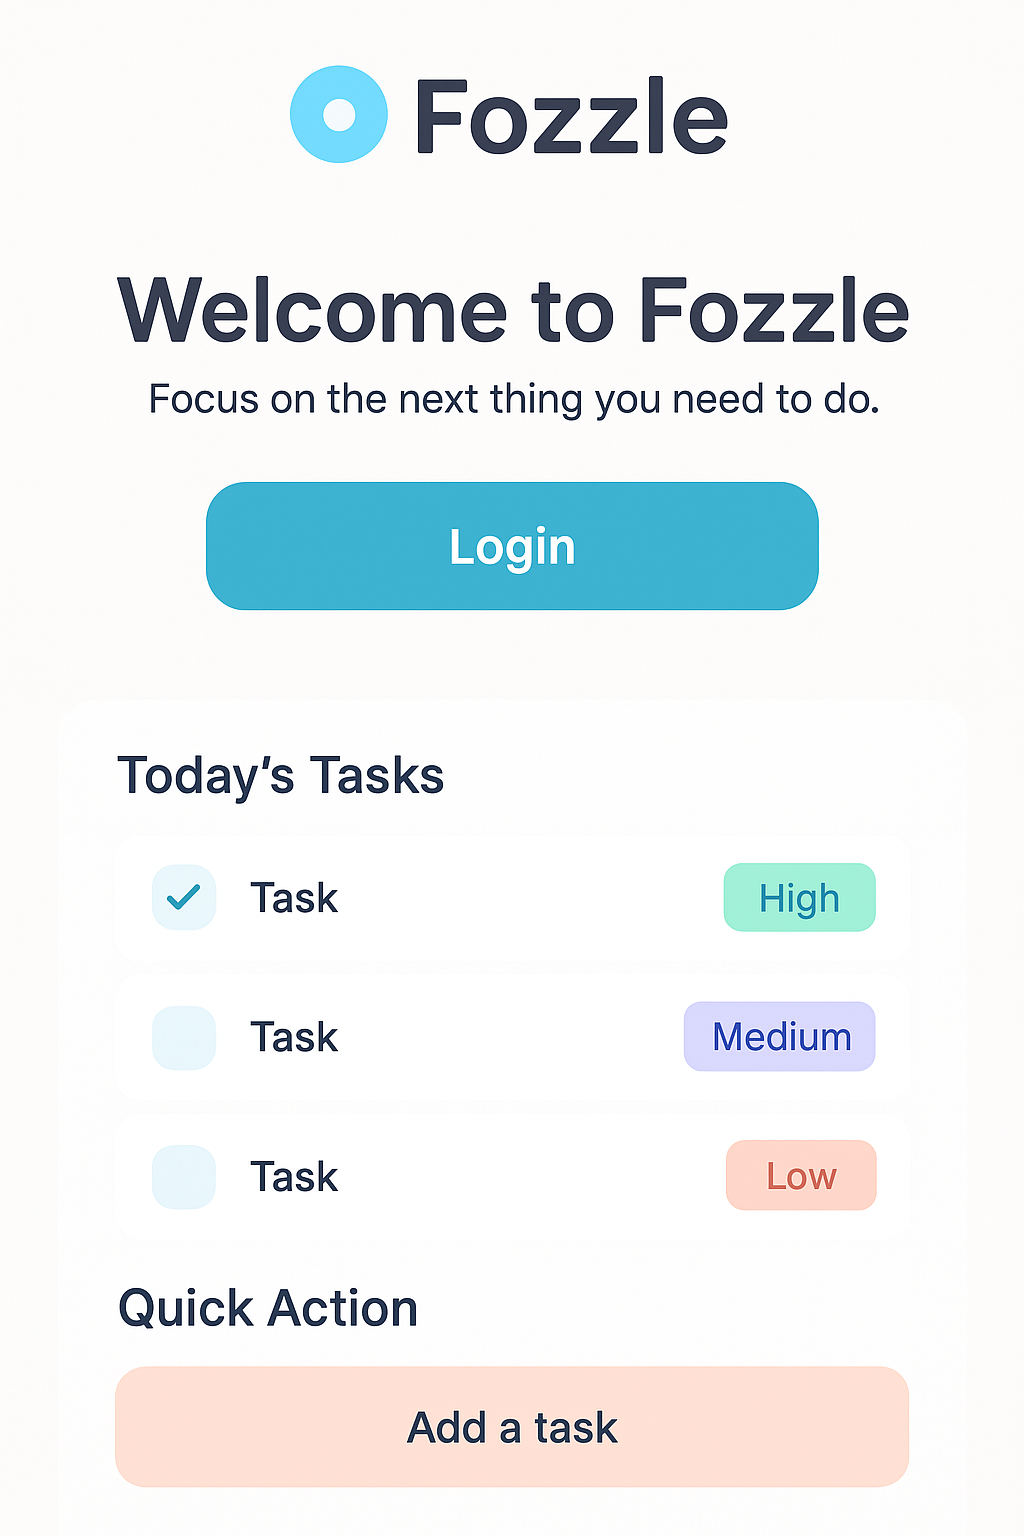 Fozzle
Welcome to Fozzle
Focus on the next thing you need to do.
Login
Today's Tasks
Task High
Task Medium
Task Low
Quick Action
Add a task